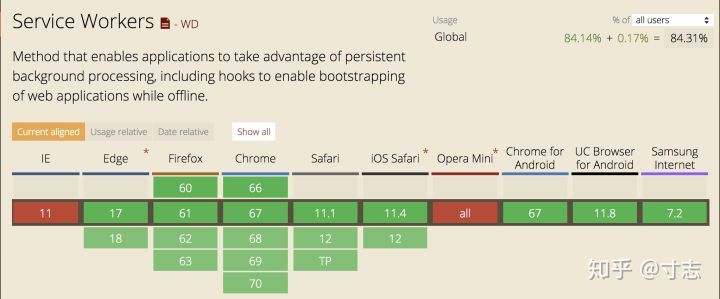 Service Workers - WD
Usage % of all users
Global 84.14% + 0.17% = 84.31%
Method that enables applications to take advantage of persistent
background processing, including hooks to enable bootstrapping
of web applications while offline.
Current aligned Usage relative Date relative Show all
IE Edge * Firefox Chrome Safari iOS Safari * Opera Mini * Chrome for Android UC Browser for Android Samsung Internet
60 66
11 17 61 67 11.1 11.4 all 67 11.8 7.2
18 62 68 12 12
63 69 TP
70
知乎 @寸志